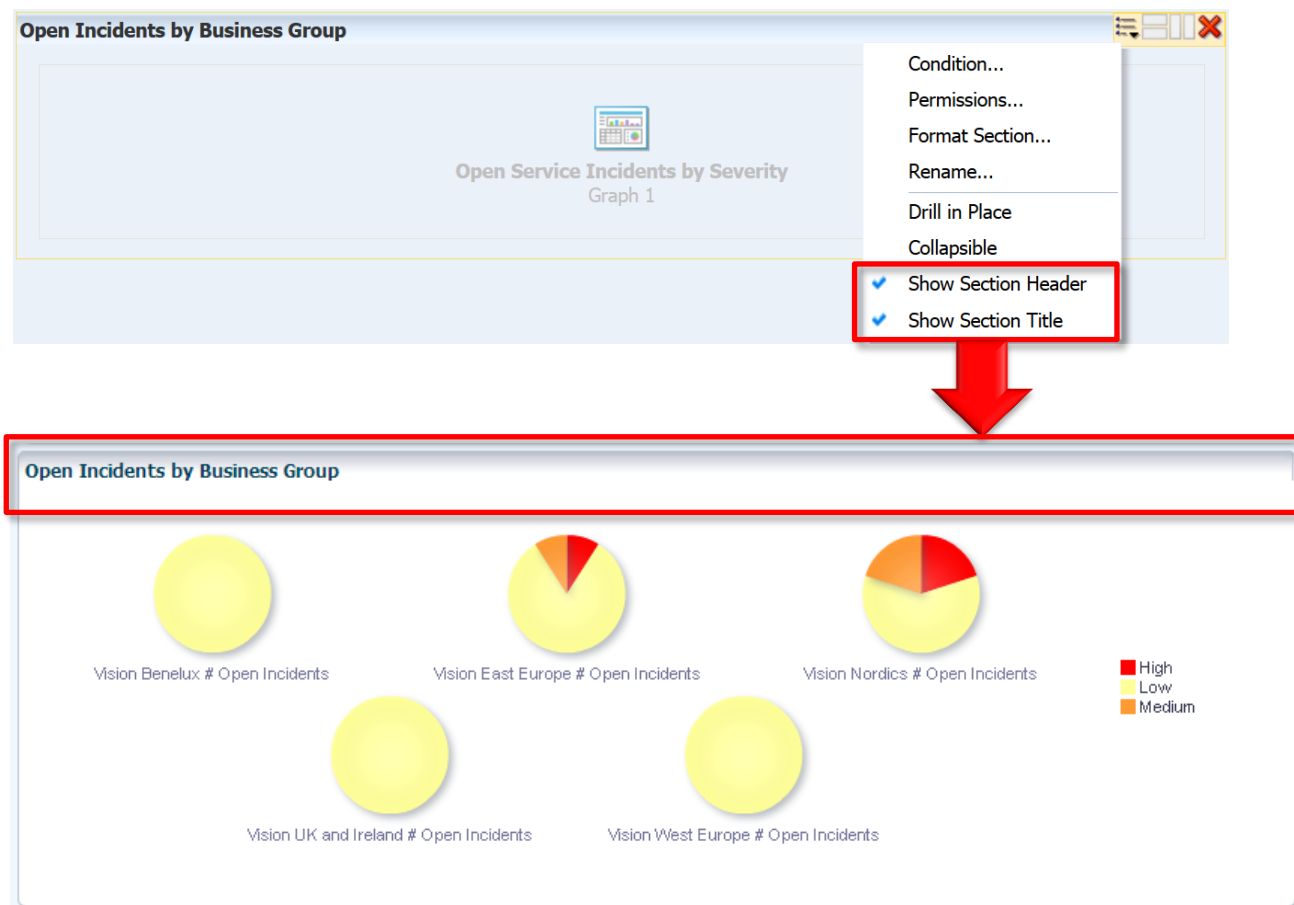 Open Incidents by Business Group
Condition...
Permissions...
Format Section...
Rename...
Drill in Place
Collapsible
Show Section Header
Show Section Title
Open Service Incidents by Severity
Graph 1
Open Incidents by Business Group
Vision Benelux # Open Incidents
Vision East Europe # Open Incidents
Vision Nordics # Open Incidents
High
Low
Medium
Vision UK and Ireland # Open Incidents
Vision West Europe # Open Incidents